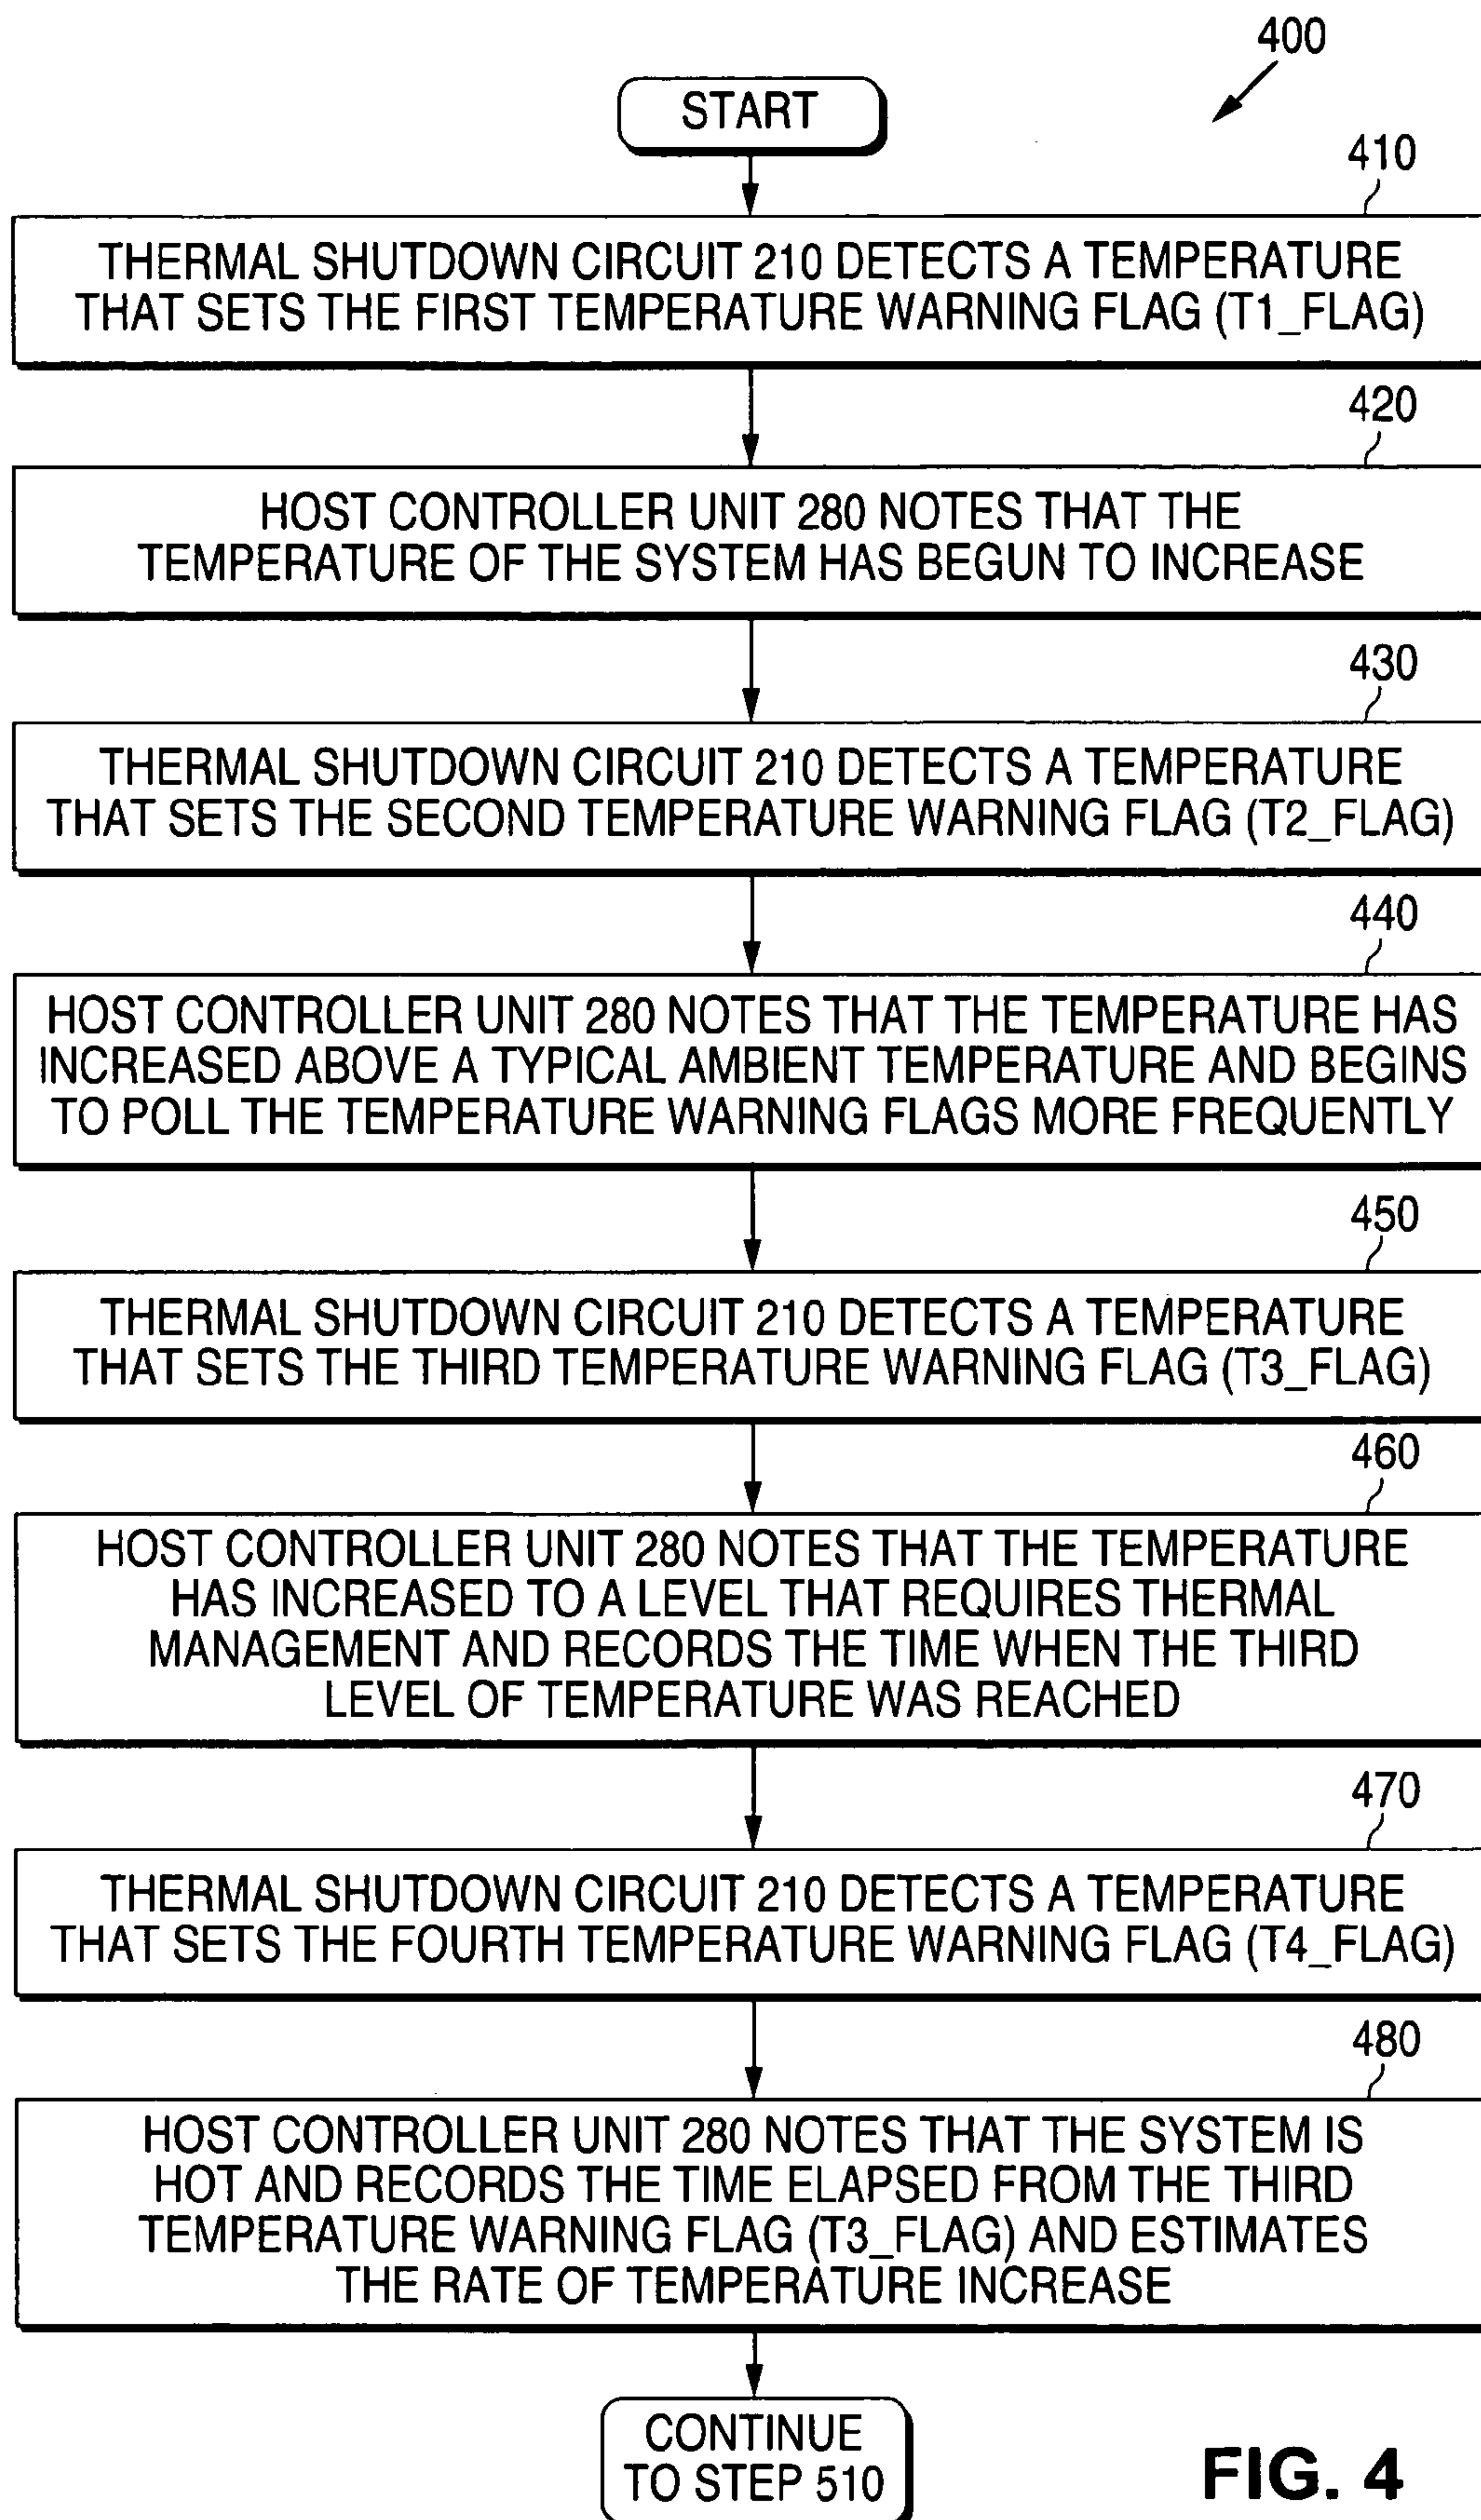 400
START
410
THERMAL SHUTDOWN CIRCUIT 210 DETECTS A TEMPERATURE
THAT SETS THE FIRST TEMPERATURE WARNING FLAG (T1_FLAG)
420
HOST CONTROLLER UNIT 280 NOTES THAT THE
TEMPERATURE OF THE SYSTEM HAS BEGUN TO INCREASE
430
THERMAL SHUTDOWN CIRCUIT 210 DETECTS A TEMPERATURE
THAT SETS THE SECOND TEMPERATURE WARNING FLAG (T2_FLAG)
440
HOST CONTROLLER UNIT 280 NOTES THAT THE TEMPERATURE HAS
INCREASED ABOVE A TYPICAL AMBIENT TEMPERATURE AND BEGINS
TO POLL THE TEMPERATURE WARNING FLAGS MORE FREQUENTLY
450
THERMAL SHUTDOWN CIRCUIT 210 DETECTS A TEMPERATURE
THAT SETS THE THIRD TEMPERATURE WARNING FLAG (T3_FLAG)
460
HOST CONTROLLER UNIT 280 NOTES THAT THE TEMPERATURE
HAS INCREASED TO A LEVEL THAT REQUIRES THERMAL
MANAGEMENT AND RECORDS THE TIME WHEN THE THIRD
LEVEL OF TEMPERATURE WAS REACHED
470
THERMAL SHUTDOWN CIRCUIT 210 DETECTS A TEMPERATURE
THAT SETS THE FOURTH TEMPERATURE WARNING FLAG (T4_FLAG)
480
HOST CONTROLLER UNIT 280 NOTES THAT THE SYSTEM IS
HOT AND RECORDS THE TIME ELAPSED FROM THE THIRD
TEMPERATURE WARNING FLAG (T3_FLAG) AND ESTIMATES
THE RATE OF TEMPERATURE INCREASE
CONTINUE
TO STEP 510
FIG. 4